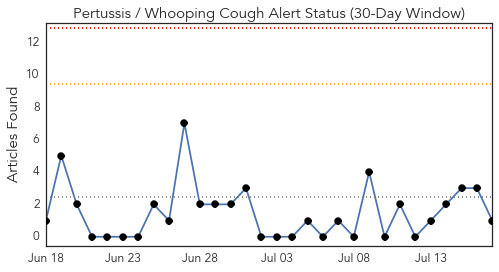 Pertussis / Whooping Cough Alert Status (30-Day Window)
Articles Found
12
10
8
6
4
2
0
Jun 18 Jun 23 Jun 28 Jul 03 Jul 08 Jul 13